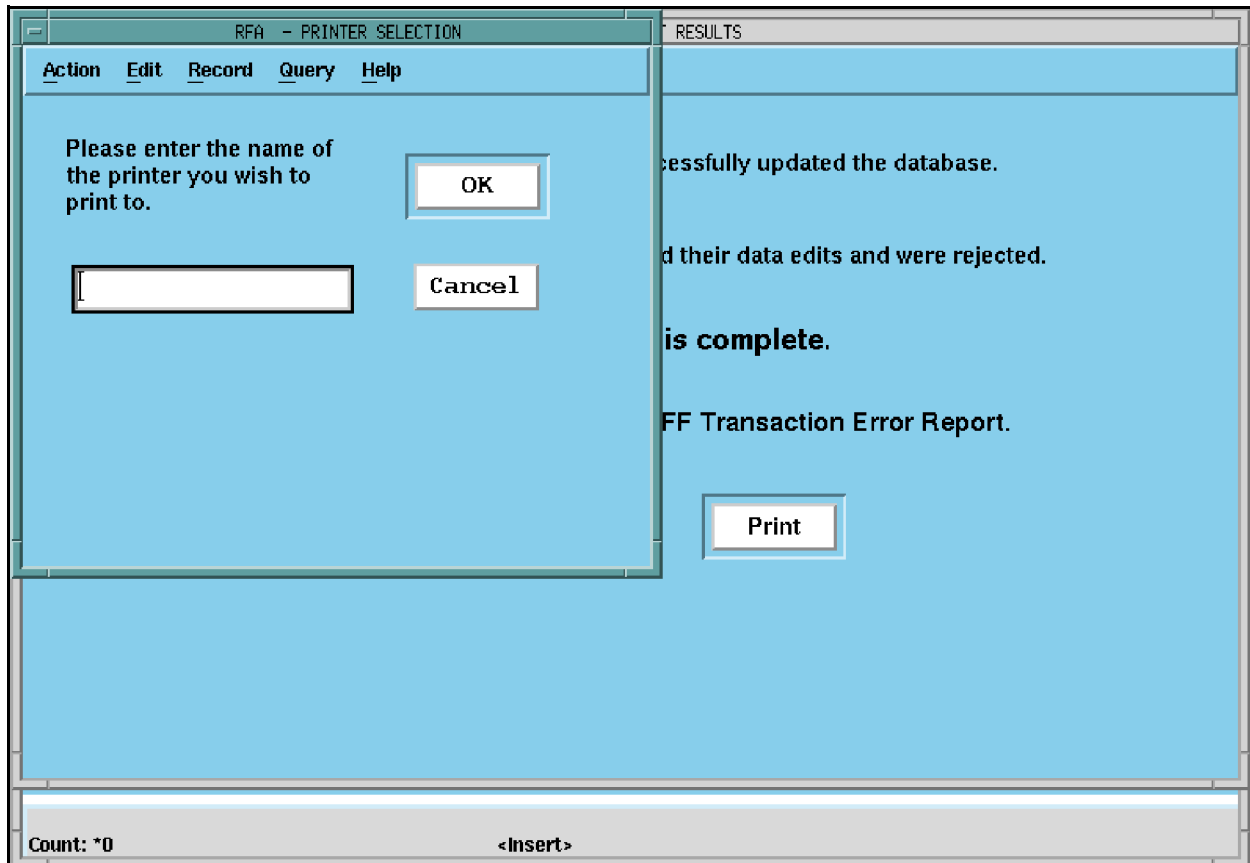 RFA - PRINTER SELECTION
Action Edit Record Query Help
Please enter the name of
the printer you wish to
print to.
OK
Cancel
RESULTS
essfully updated the database.
d their data edits and were rejected.
is complete.
FF Transaction Error Report.
Print
Count: *0 <Insert>